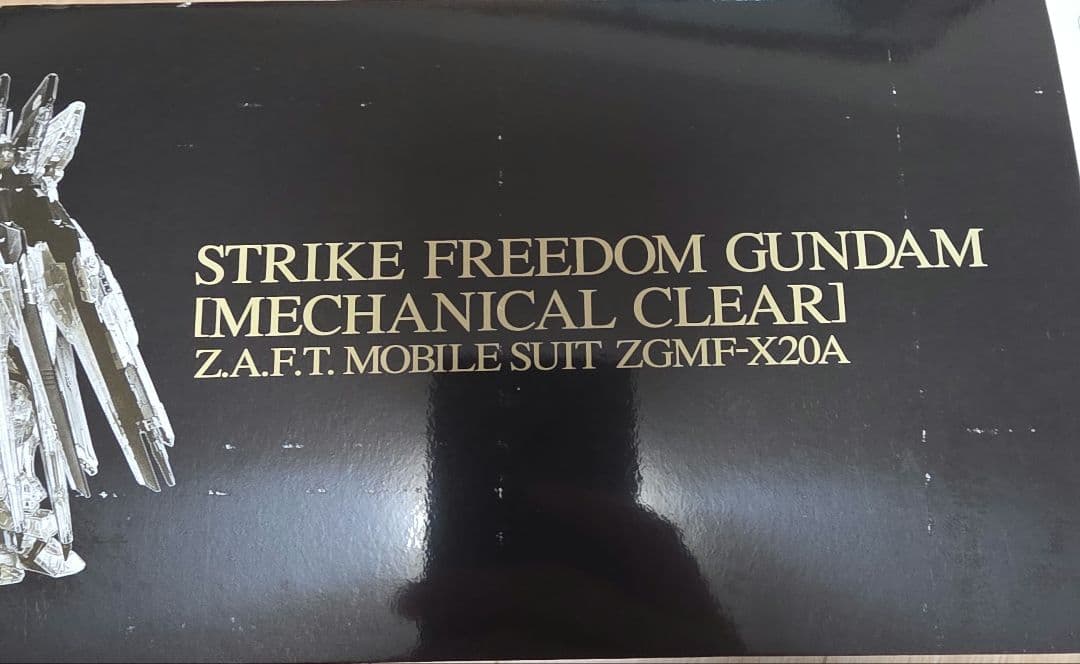 STRIKE FREEDOM GUNDAM
[MECHANICAL CLEAR]
Z.A.F.T. MOBILE SUIT ZGMF-X20A